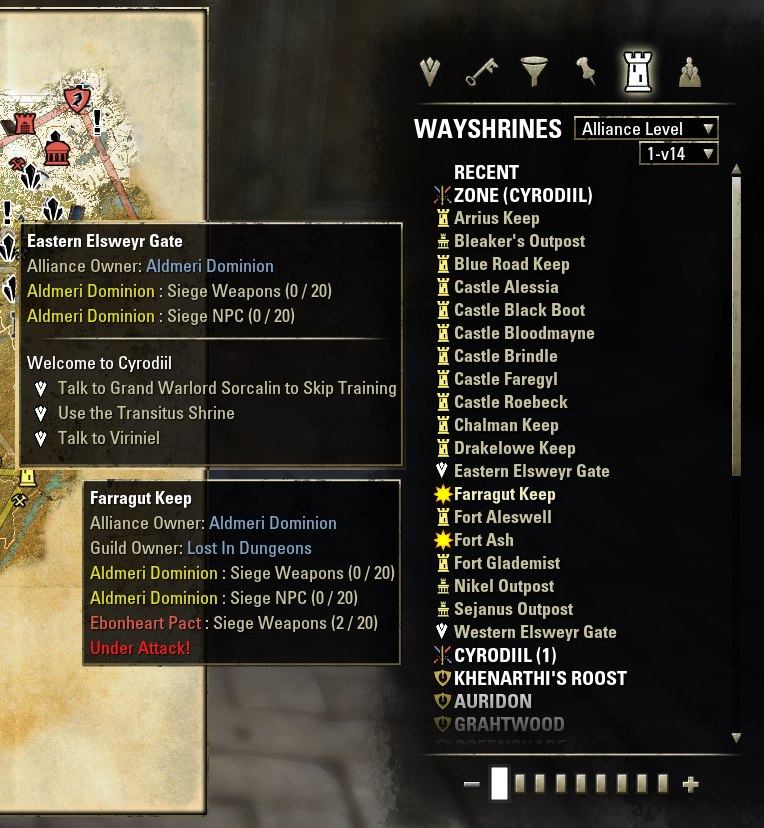 WAYSHRINES
Alliance Level
1-v14
RECENT
ZONE (CYRODIIL)
Arrius Keep
Bleaker's Outpost
Blue Road Keep
Castle Alessia
Castle Black Boot
Castle Bloodmayne
Castle Brindle
Castle Faregyl
Castle Roebeck
Chalman Keep
Drakelowe Keep
Eastern Elsweyr Gate
Farragut Keep
Fort Aleswell
Fort Ash
Fort Glademist
Nikel Outpost
Sejanus Outpost
Western Elsweyr Gate
CYRODIIL (1)
KHENARTHI'S ROOST
AURIDON
GRAHTWOOD
Eastern Elsweyr Gate
Alliance Owner: Aldmeri Dominion
Aldmeri Dominion : Siege Weapons (0 / 20)
Aldmeri Dominion : Siege NPC (0 / 20)
Welcome to Cyrodiil
Talk to Grand Warlord Sorcalin to Skip Training
Use the Transitus Shrine
Talk to Viriniel
Farragut Keep
Alliance Owner: Aldmeri Dominion
Guild Owner: Lost In Dungeons
Aldmeri Dominion : Siege Weapons (0 / 20)
Aldmeri Dominion : Siege NPC (0 / 20)
Ebonheart Pact : Siege Weapons (2 / 20)
Under Attack!